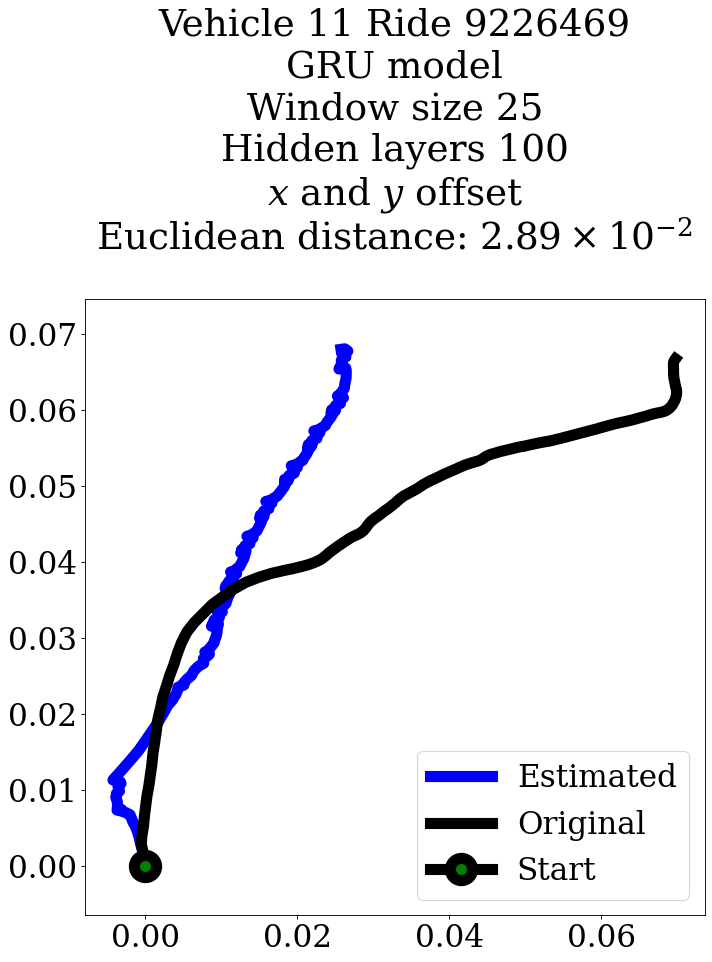 Vehicle 11 Ride 9226469
GRU model
Window size 25
Hidden layers 100
x and y offset
Euclidean distance: 2.89 × 10⁻²
0.07
0.06
0.05
0.04
0.03
0.02
0.01
0.00
Estimated
Original
Start
0.00 0.02 0.04 0.06